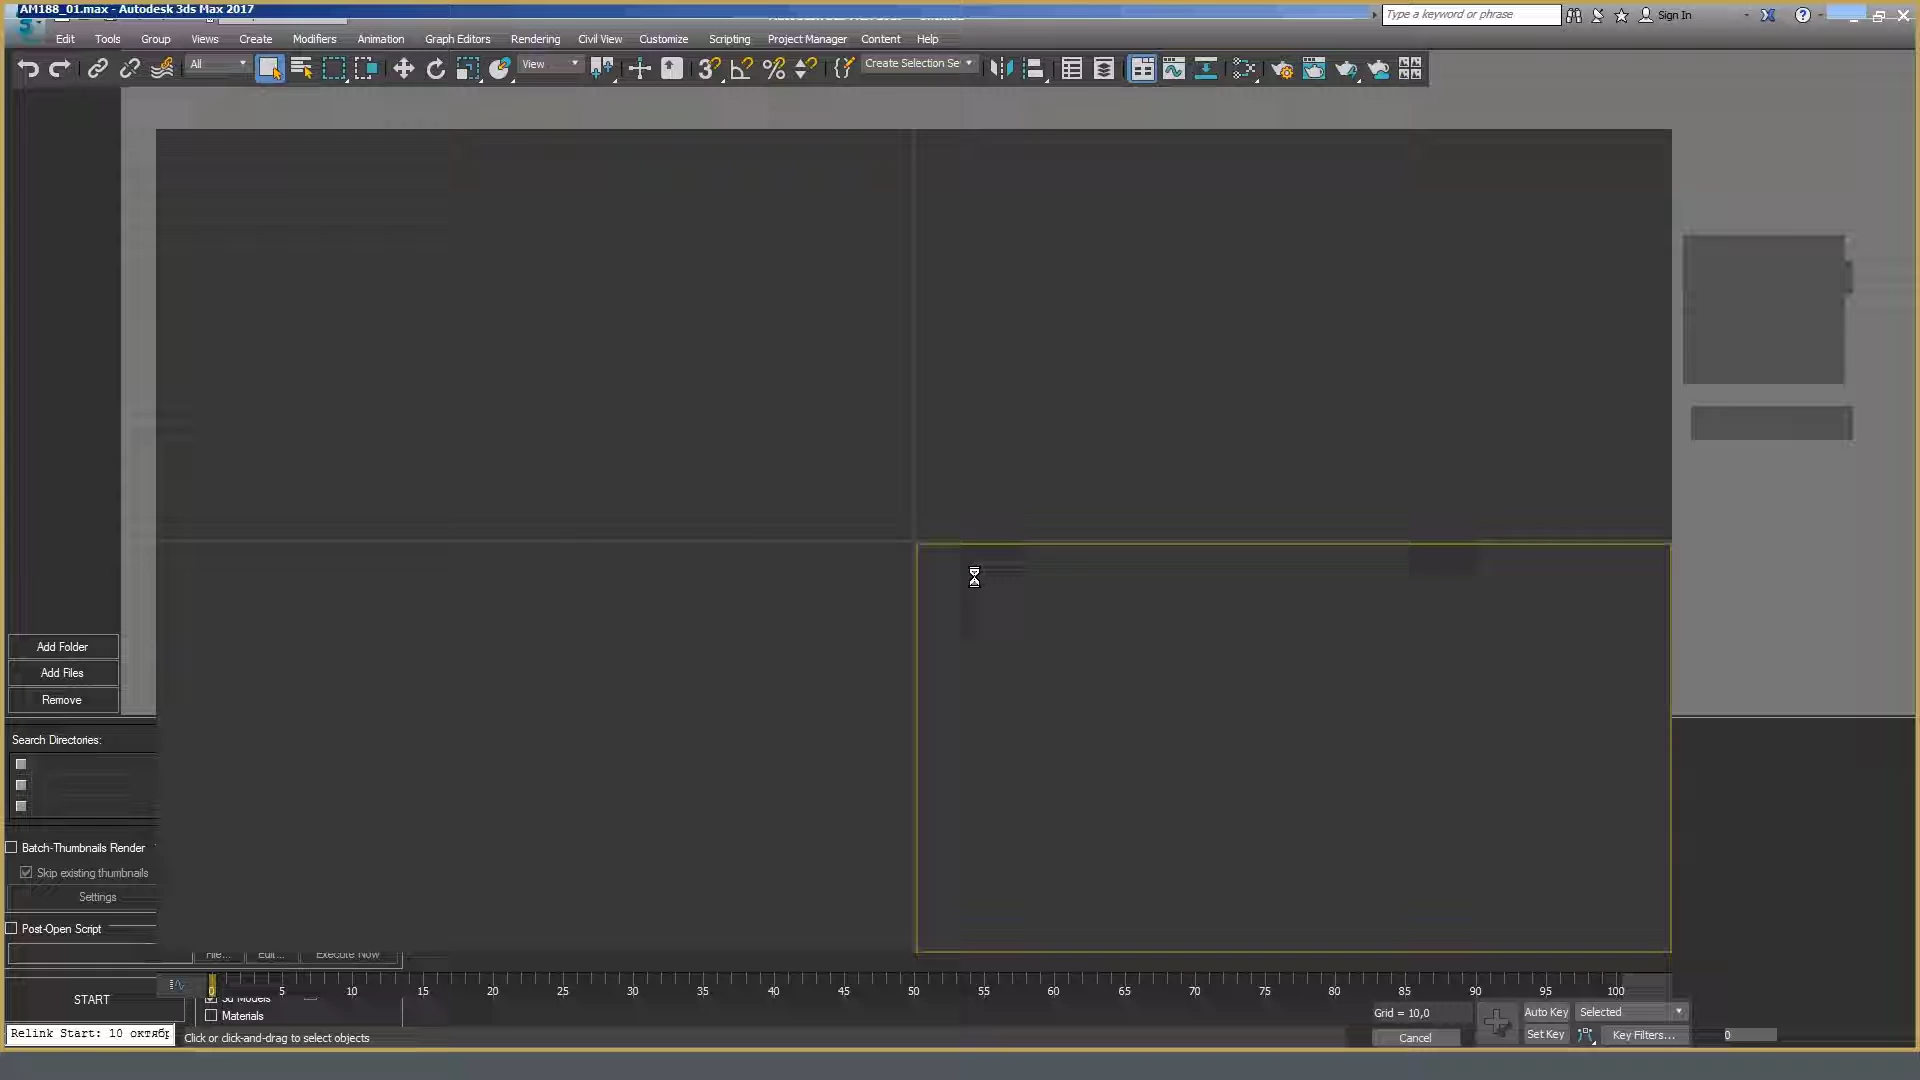 AM188_01.max - Autodesk 3ds Max 2017
Type a keyword or phrase
Sign In
Edit Tools Group Views Create Modifiers Animation Graph Editors Rendering Civil View Customize Scripting Project Manager Content Help
All
View
Create Selection Se
Add Folder
Add Files
Remove
Search Directories:
Batch-Thumbnails Render
Skip existing thumbnails
Settings
Post-Open Script
File... Edit... Execute Now
0 5 10 15 20 25 30 35 40 45 50 55 60 65 70 75 80 85 90 95 100
START
3d Models
Materials
Grid = 10,0
Auto Key
Selected
Relink Start: 10 октябр
Click or click-and-drag to select objects
Cancel
Set Key
Key Filters...
0